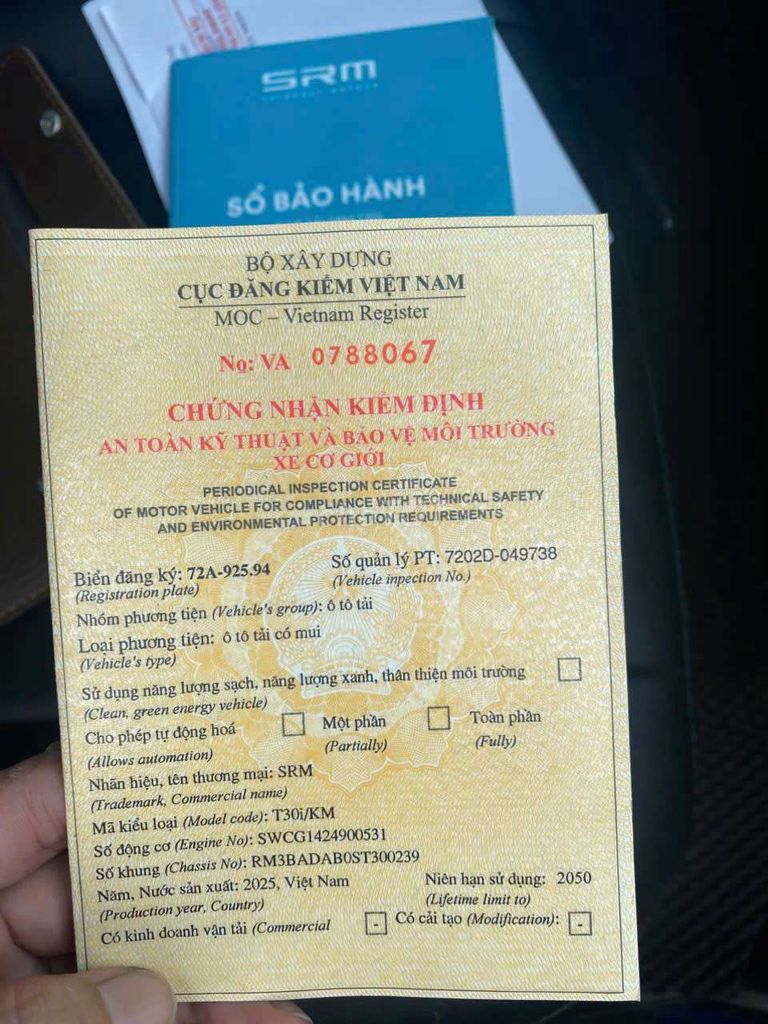 SRM
SỔ BẢO HÀNH
BỘ XÂY DỰNG
CỤC ĐĂNG KIỂM VIỆT NAM
MOC – Vietnam Register
No: VA 0788067
CHỨNG NHẬN KIỂM ĐỊNH
AN TOÀN KỸ THUẬT VÀ BẢO VỆ MÔI TRƯỜNG
XE CƠ GIỚI
PERIODICAL INSPECTION CERTIFICATE
OF MOTOR VEHICLE FOR COMPLIANCE WITH TECHNICAL SAFETY
AND ENVIRONMENTAL PROTECTION REQUIREMENTS
Biển đăng ký: 72A-925.94 Số quản lý PT: 7202D-049738
(Registration plate) (Vehicle inpection No.)
Nhóm phương tiện (Vehicle's group): ô tô tải
Loại phương tiện: ô tô tải có mui
(Vehicle's type)
Sử dụng năng lượng sạch, năng lượng xanh, thân thiện môi trường
(Clean, green energy vehicle)
Cho phép tự động hoá Một phần Toàn phần
(Allows automation) (Partially) (Fully)
Nhãn hiệu, tên thương mại: SRM
(Trademark, Commercial name)
Mã kiểu loại (Model code): T30i/KM
Số động cơ (Engine No): SWCG1424900531
Số khung (Chassis No): RM3BADAB0ST300239
Năm, Nước sản xuất: 2025, Việt Nam Niên hạn sử dụng: 2050
(Production year, Country) (Lifetime limit to)
Có kinh doanh vận tải (Commercial - Có cải tạo (Modification): -